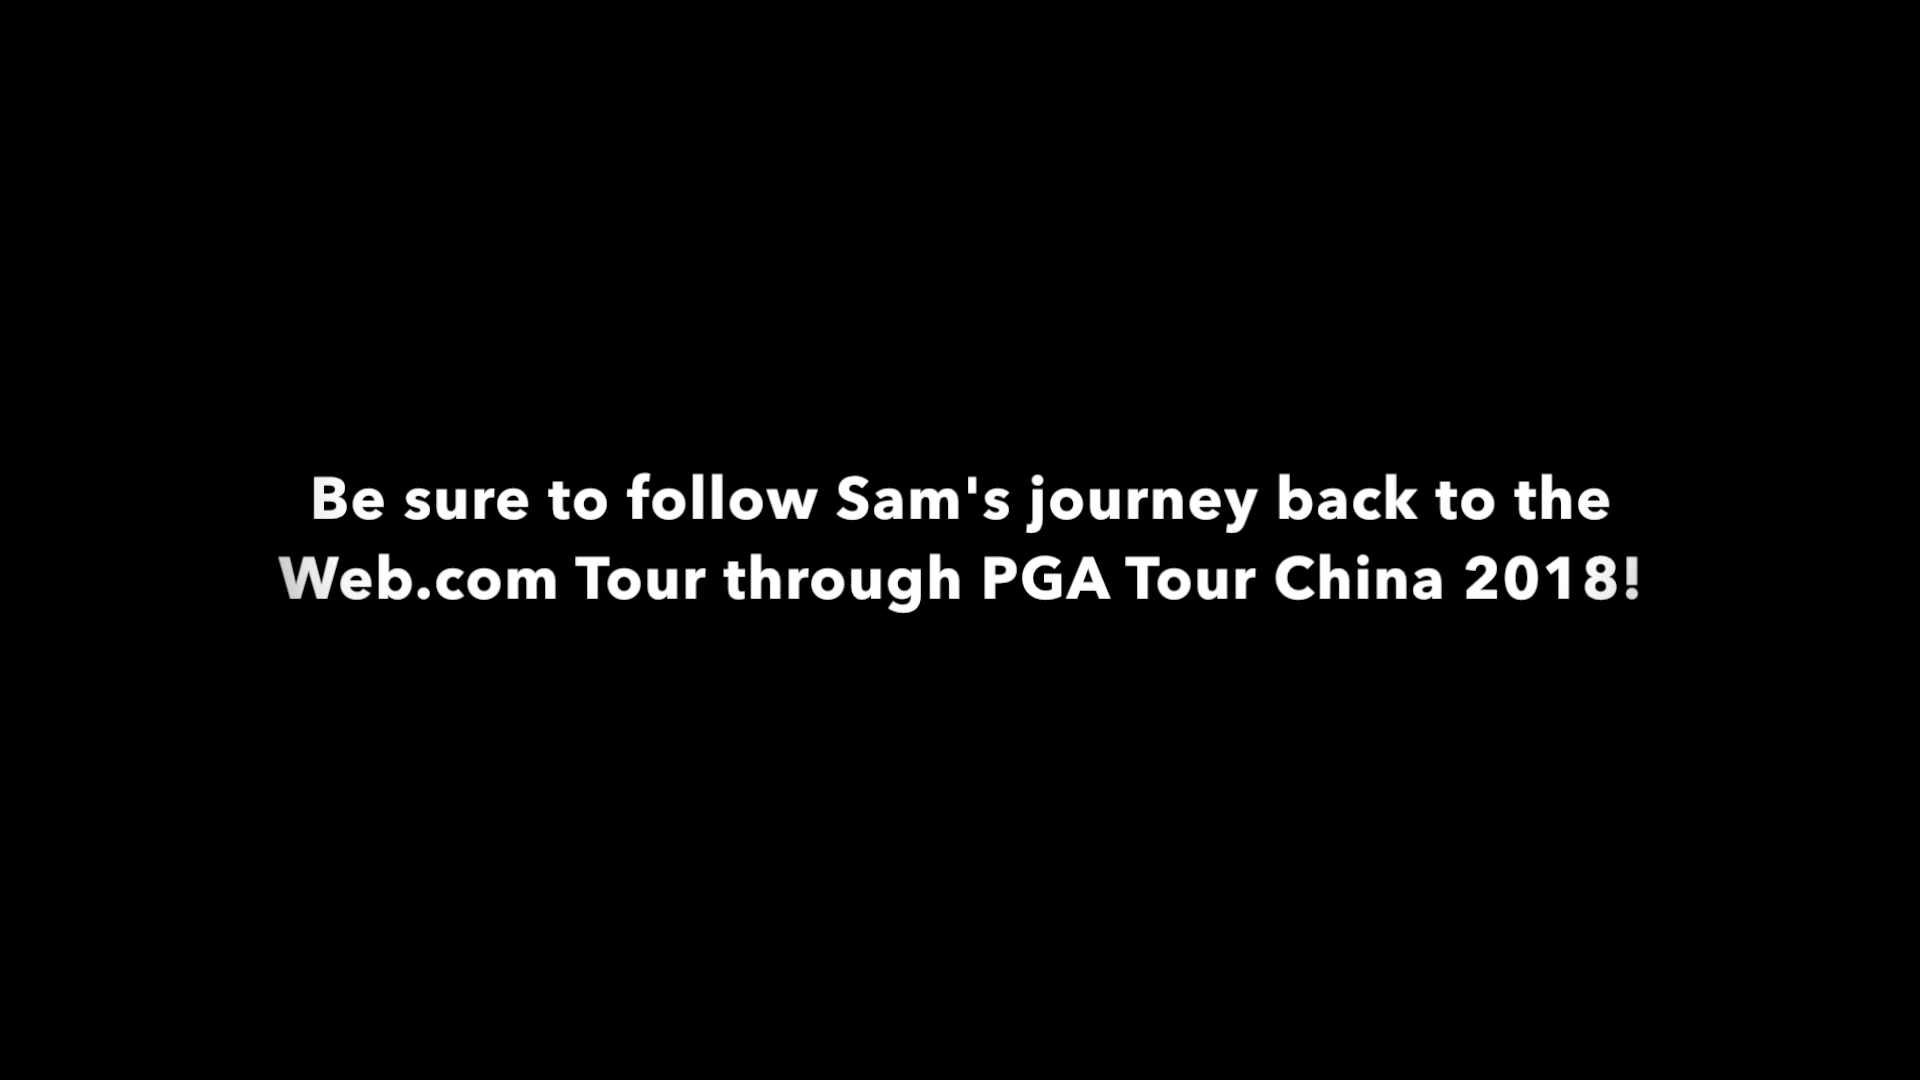 Be sure to follow Sam's journey back to the
Web.com Tour through PGA Tour China 2018!